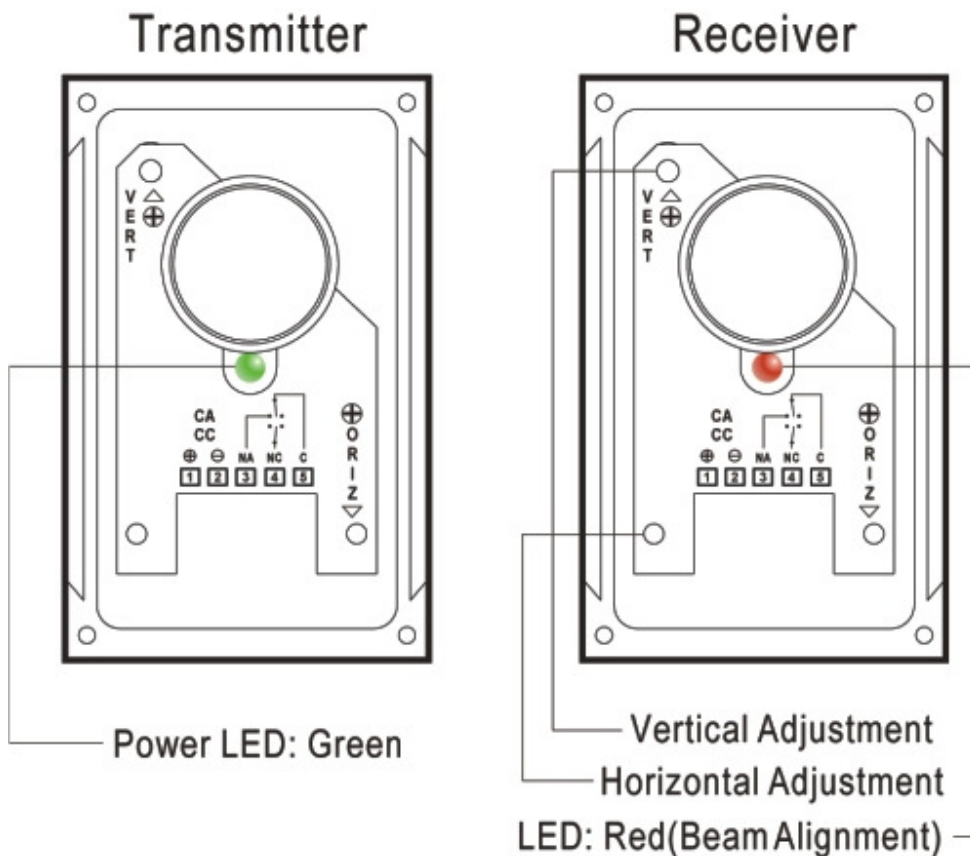 Transmitter
VERT
CA
CC
⊕ ⊖ NA NC C
1 2 3 4 5
ORIZ
Power LED: Green
Receiver
VERT
CA
CC
⊕ ⊖ NA NC C
1 2 3 4 5
ORIZ
Vertical Adjustment
Horizontal Adjustment
LED: Red(Beam Alignment)